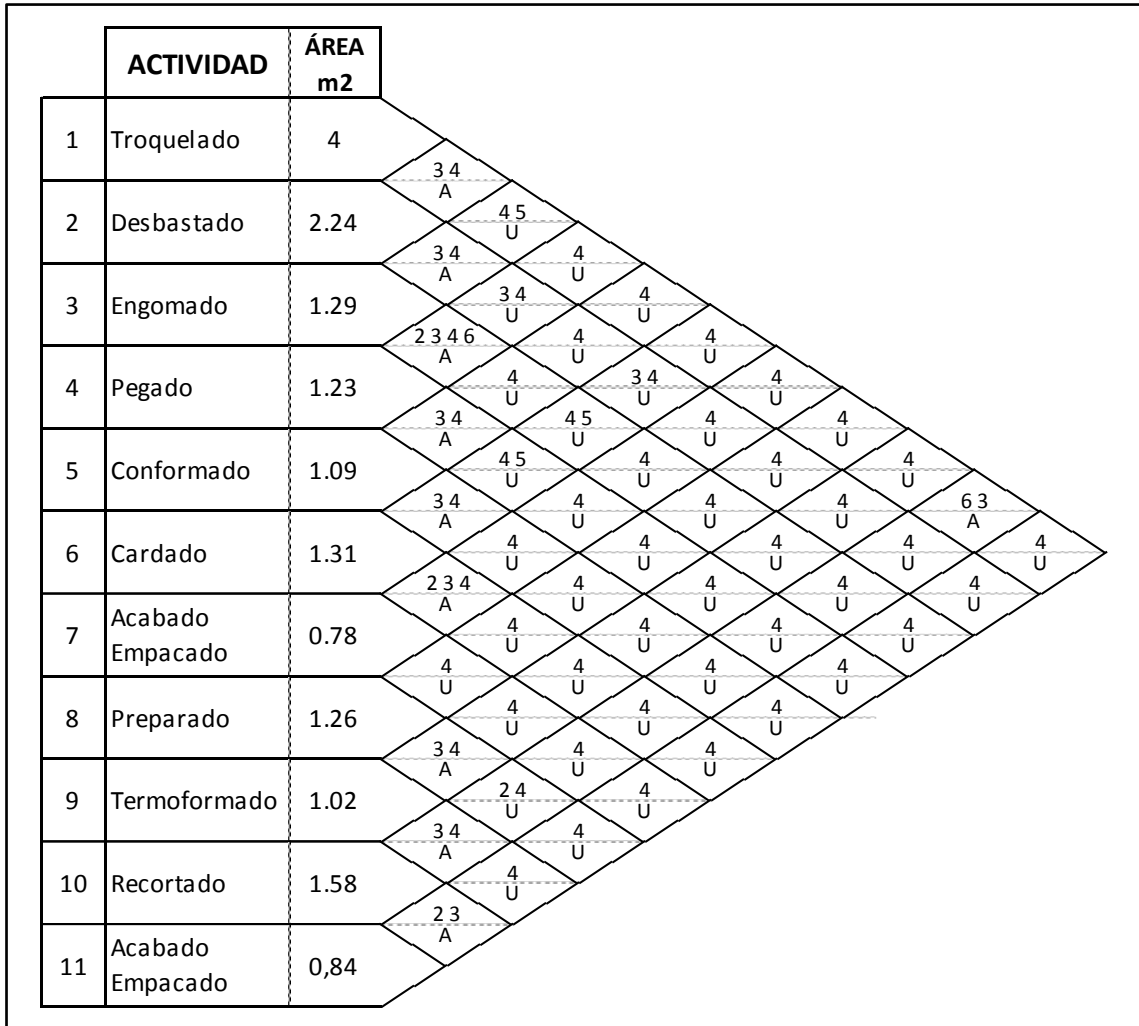 ACTIVIDAD ÁREA
m2
1 Troquelado 4
3 4
A
2 Desbastado 2.24 4 5
U
3 4 4
A U
3 Engomado 1.29 3 4 4
U U
2 3 4 6 4 4
A U U
4 Pegado 1.23 4 3 4 4
U U U
3 4 4 5 4 4
A U U U
5 Conformado 1.09 4 5 4 4 4
U U U U
3 4 4 4 4 6 3
A U U U A
6 Cardado 1.31 4 4 4 4 4
U U U U U
2 3 4 4 4 4 4
A U U U U
7 Acabado
Empacado 0.78 4 4 4 4
U U U U
4 4 4 4
U U U U
8 Preparado 1.26 4 4 4
U U U
3 4 4 4
A U U
9 Termoformado 1.02 2 4 4
U U
3 4 4
A U
10 Recortado 1.58 4
U
2 3
A
11 Acabado
Empacado 0,84